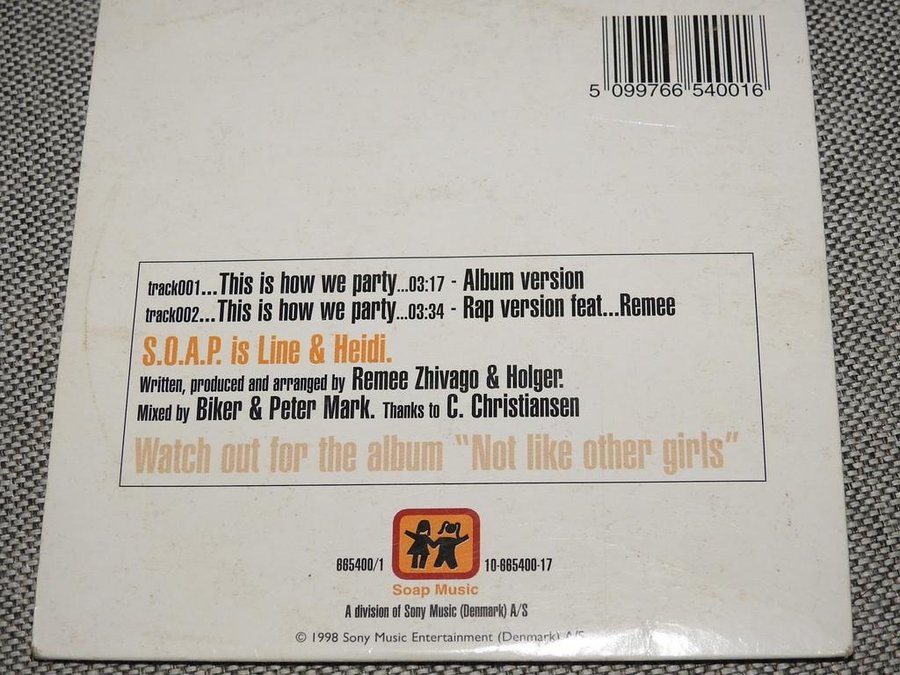 5 099766 540016
track001...This is how we party...03:17 - Album version
track002...This is how we party...03:34 - Rap version feat...Remee
S.O.A.P. is Line & Heidi.
Written, produced and arranged by Remee Zhivago & Holger.
Mixed by Biker & Peter Mark. Thanks to C. Christiansen
Watch out for the album "Not like other girls"
665400/1 10-665400-17
Soap Music
A division of Sony Music (Denmark) A/S
© 1998 Sony Music Entertainment (Denmark) A/S